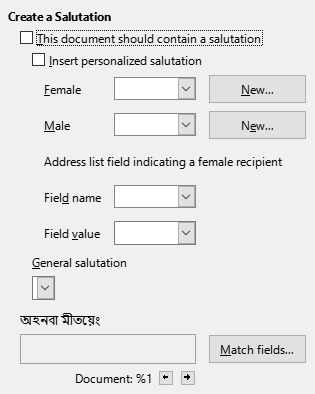 Create a Salutation
This document should contain a salutation
Insert personalized salutation
Female New...
Male New...
Address list field indicating a female recipient
Field name
Field value
General salutation
অহনবা মীতয়েং
Match fields...
Document: %1